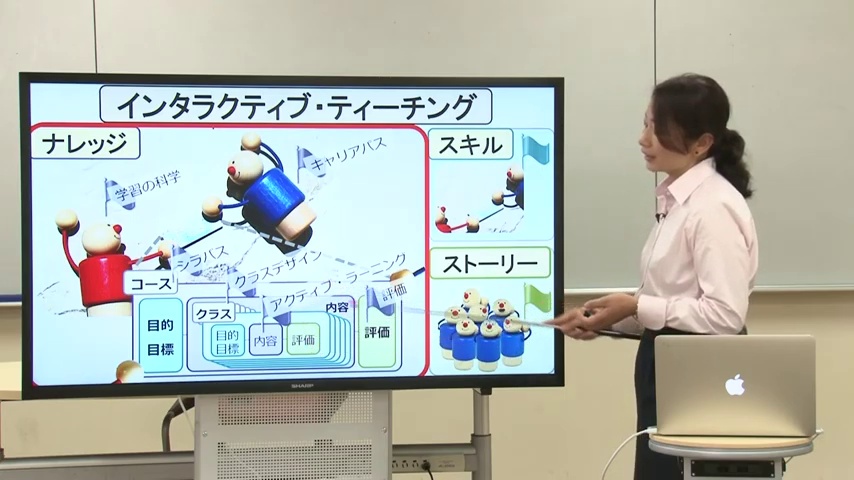 インタラクティブ・ティーチング
ナレッジ
スキル
学習の科学
キャリアパス
シラバス
クラスデザイン
アクティブ・ラーニング
評価
ストーリー
コース
目的
目標
クラス
目的
目標
内容
評価
内容
評価
SHARP